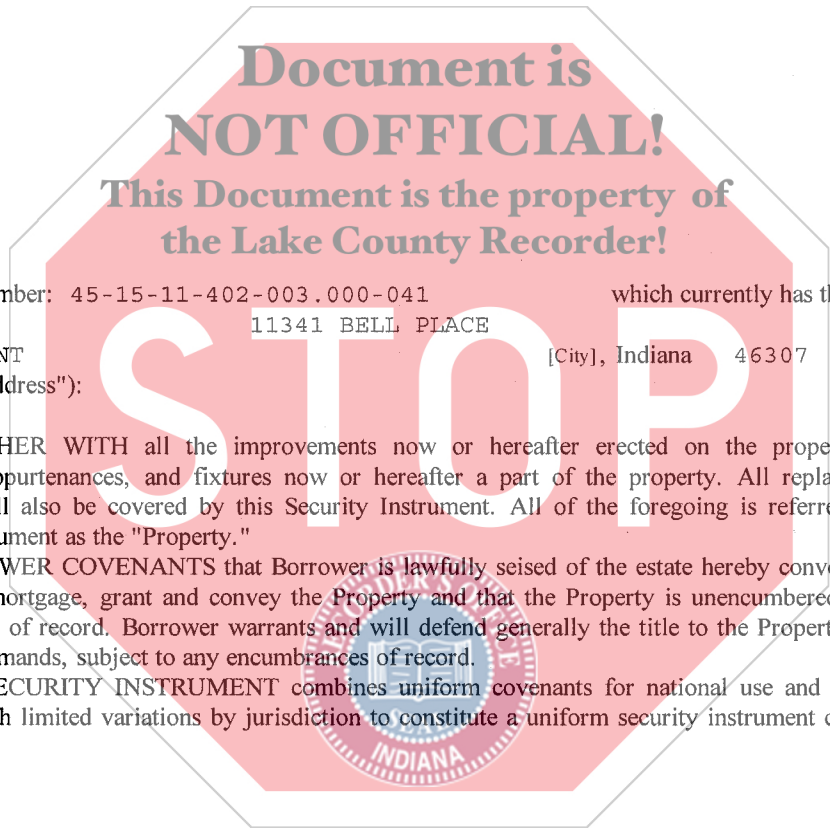 Document is
NOT OFFICIAL!
This Document is the property of
the Lake County Recorder!
mber: 45-15-11-402-003.000-041 which currently has th
11341 BELL PLACE
NT [City], Indiana 46307
ddress"):
STOP
HER WITH all the improvements now or hereafter erected on the prope
ppurtenances, and fixtures now or hereafter a part of the property. All repla
ll also be covered by this Security Instrument. All of the foregoing is referre
ument as the "Property."
WER COVENANTS that Borrower is lawfully seised of the estate hereby conve
nortgage, grant and convey the Property and that the Property is unencumbered
of record. Borrower warrants and will defend generally the title to the Propert
mands, subject to any encumbrances of record.
ECURITY INSTRUMENT combines uniform covenants for national use and
h limited variations by jurisdiction to constitute a uniform security instrument c
RECORDER'S OFFICE
SEAL
INDIANA